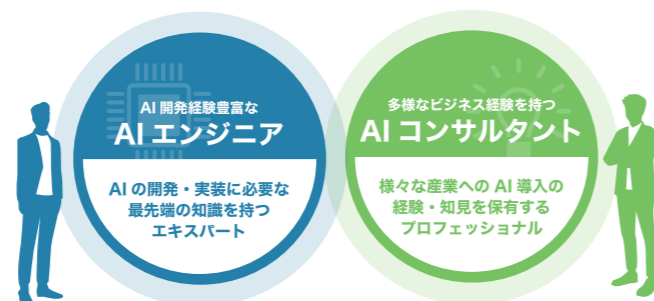 AI 開発経験豊富な
AI エンジニア
AI の開発・実装に必要な
最先端の知識を持つ
エキスパート
多様なビジネス経験を持つ
AI コンサルタント
様々な産業への AI 導入の
経験・知見を保有する
プロフェッショナル